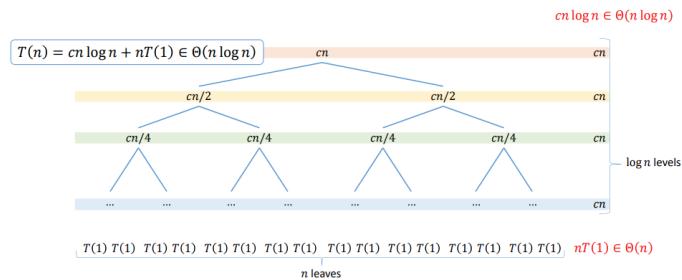 cn log n ∈ Θ(n log n)
T(n) = cn log n + nT(1) ∈ Θ(n log n)
cn cn
cn/2 cn/2 cn
cn/4 cn/4 cn/4 cn/4 cn
log n levels
... ... ... ... ... ... ... ... cn
T(1) T(1) T(1) T(1) T(1) T(1) T(1) T(1) T(1) T(1) T(1) T(1) T(1) T(1) T(1) T(1) nT(1) ∈ Θ(n)
n leaves